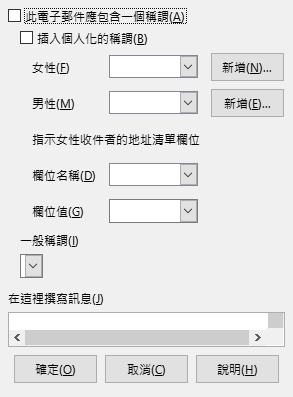 此電子郵件應包含一個稱謂(A)
插入個人化的稱謂(B)
女性(F)
新增(N)...
男性(M)
新增(E)...
指示女性收件者的地址清單欄位
欄位名稱(D)
欄位值(G)
一般稱謂(I)
在這裡撰寫訊息(J)
確定(O)
取消(C)
說明(H)